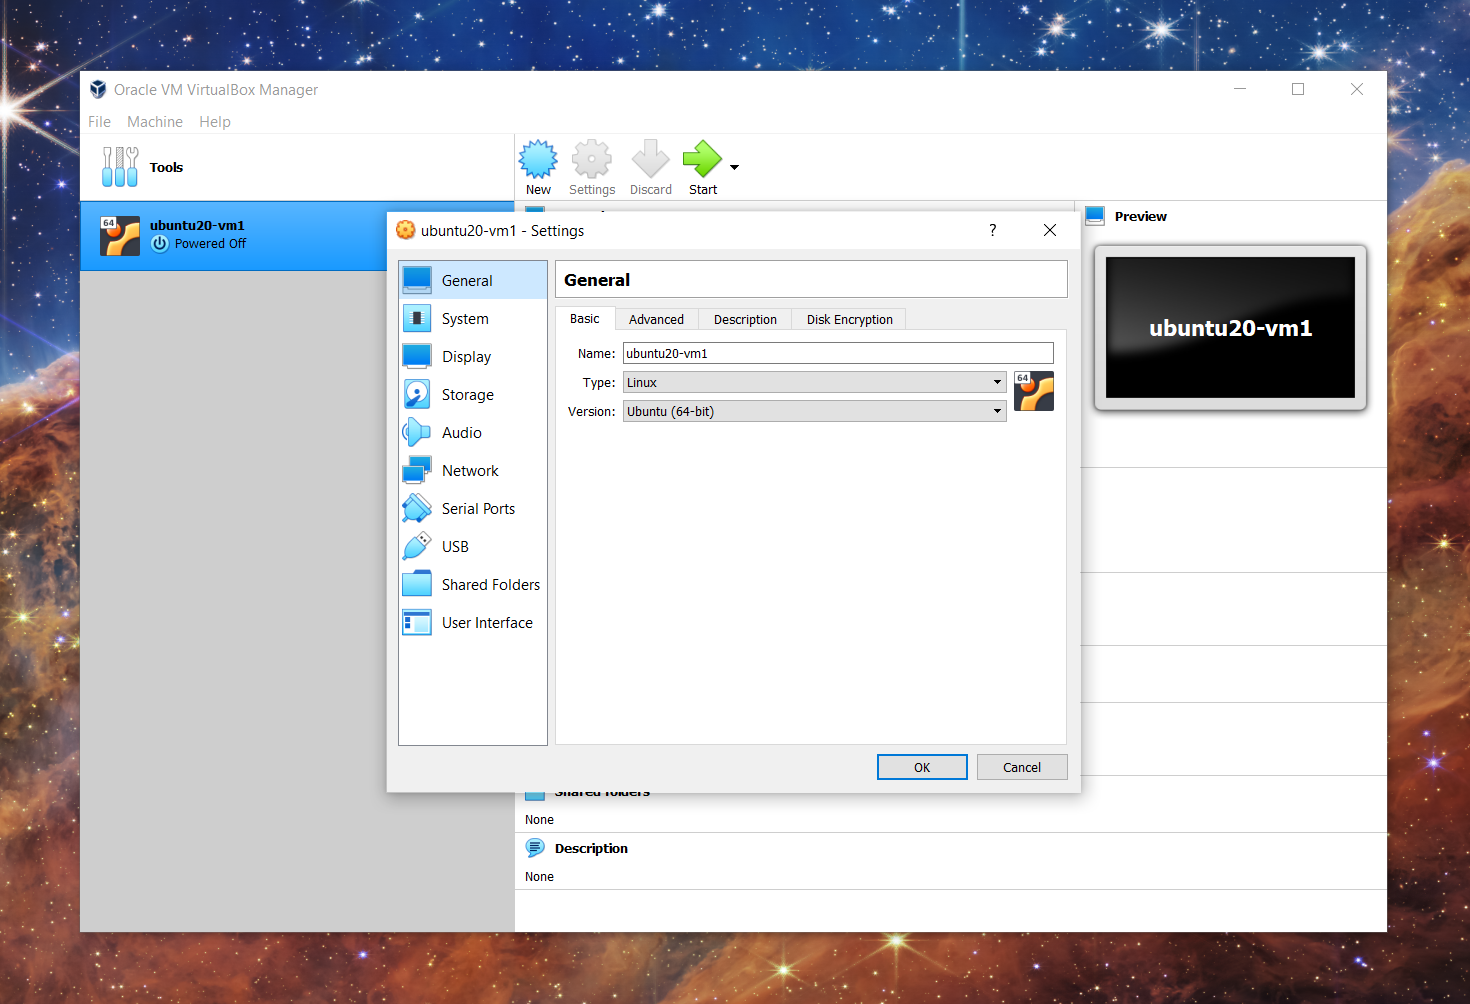 Oracle VM VirtualBox Manager
File Machine Help
Tools
New Settings Discard Start
64
ubuntu20-vm1
Powered Off
Preview
ubuntu20-vm1
ubuntu20-vm1 - Settings
?
General
System
Display
Storage
Audio
Network
Serial Ports
USB
Shared Folders
User Interface
General
Basic Advanced Description Disk Encryption
Name: ubuntu20-vm1
Type: Linux
64
Version: Ubuntu (64-bit)
OK Cancel
Shared folders
None
Description
None